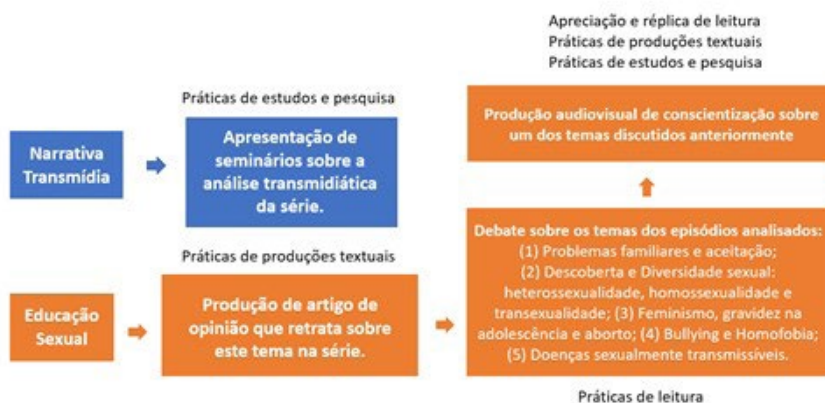 Práticas de estudos e pesquisa
Narrativa
Transmídia
Apresentação de
seminários sobre a
análise transmidiática
da série.
Práticas de produções textuais
Educação
Sexual
Produção de artigo de
opinião que retrata sobre
este tema na série.
Apreciação e réplica de leitura
Práticas de produções textuais
Práticas de estudos e pesquisa
Produção audiovisual de conscientização sobre
um dos temas discutidos anteriormente
Debate sobre os temas dos episódios analisados:
(1) Problemas familiares e aceitação;
(2) Descoberta e Diversidade sexual:
heterossexualidade, homossexualidade e
transexualidade; (3) Feminismo, gravidez na
adolescência e aborto; (4) Bullying e Homofobia;
(5) Doenças sexualmente transmissíveis.
Práticas de leitura